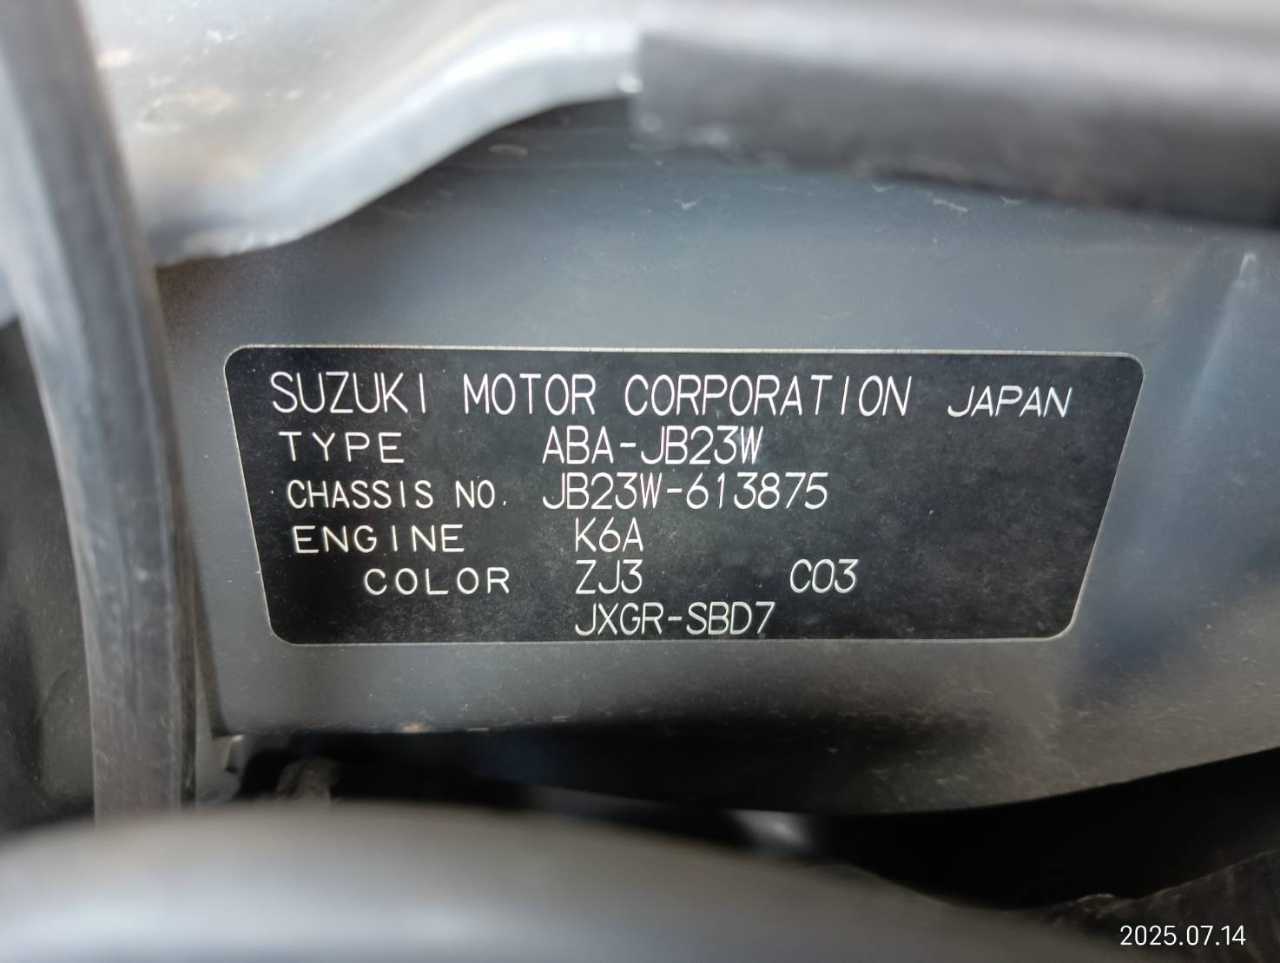 SUZUKI MOTOR CORPORATION JAPAN
TYPE ABA-JB23W
CHASSIS NO. JB23W-613875
ENGINE K6A
COLOR ZJ3 C03
JXGR-SBD7
2025.07.14